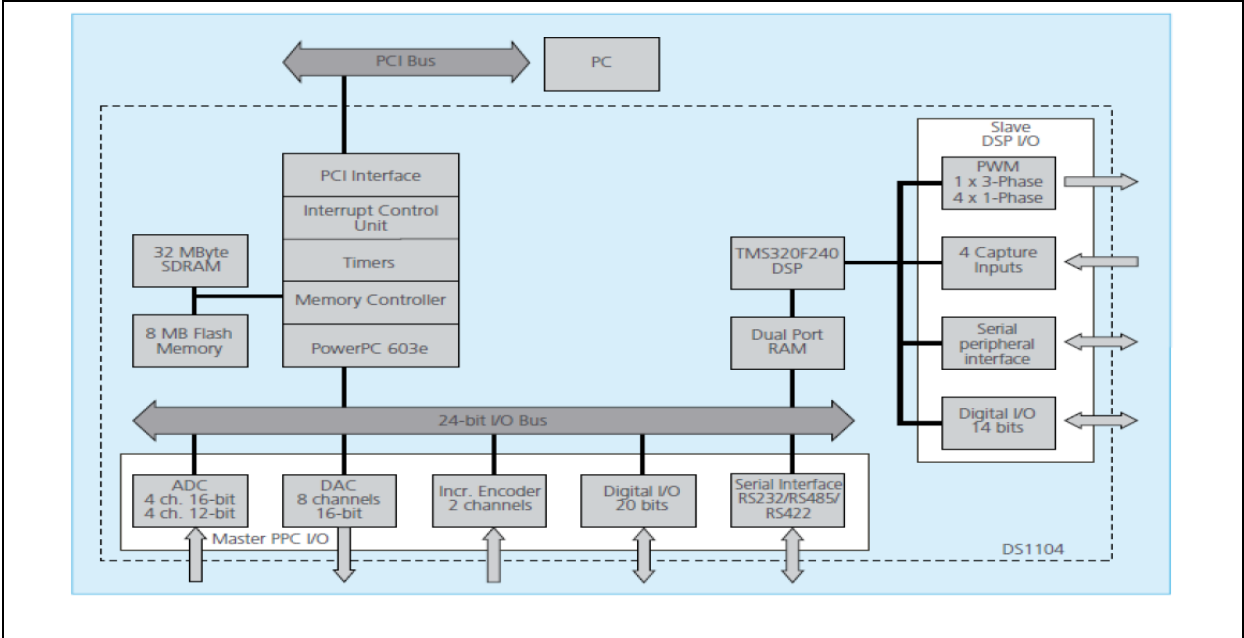 PCI Bus
PC
PCI Interface
Interrupt Control
Unit
Timers
Memory Controller
PowerPC 603e
32 MByte
SDRAM
8 MB Flash
Memory
TMS320F240
DSP
Dual Port
RAM
Slave
DSP I/O
PWM
1 x 3-Phase
4 x 1-Phase
4 Capture
Inputs
Serial
peripheral
interface
Digital I/O
14 bits
24-bit I/O Bus
ADC
4 ch. 16-bit
4 ch. 12-bit
DAC
8 channels
16-bit
Incr. Encoder
2 channels
Digital I/O
20 bits
Serial Interface
RS232/RS485/
RS422
Master PPC I/O
DS1104